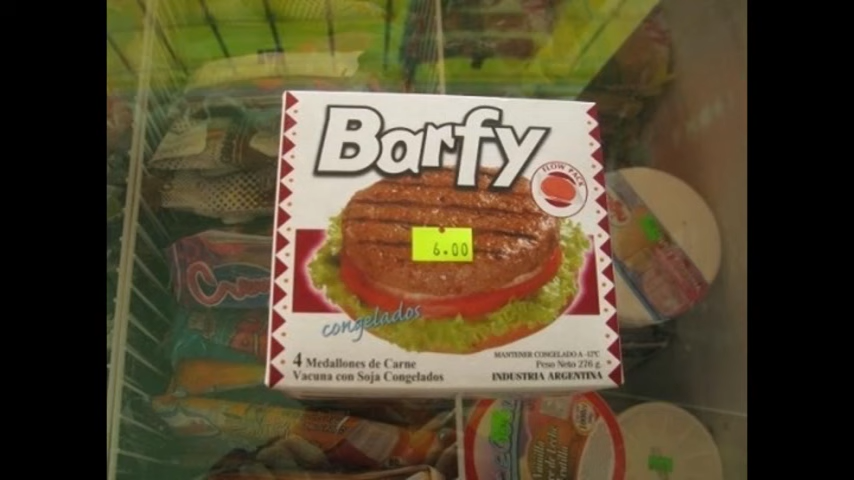 Barfy
FLOW PACK
6.00
congelados
4 Medallones de Carne
Vacuna con Soja Congelados
MANTENER CONGELADO A -12°C
Peso Neto 276 g.
INDUSTRIA ARGENTINA